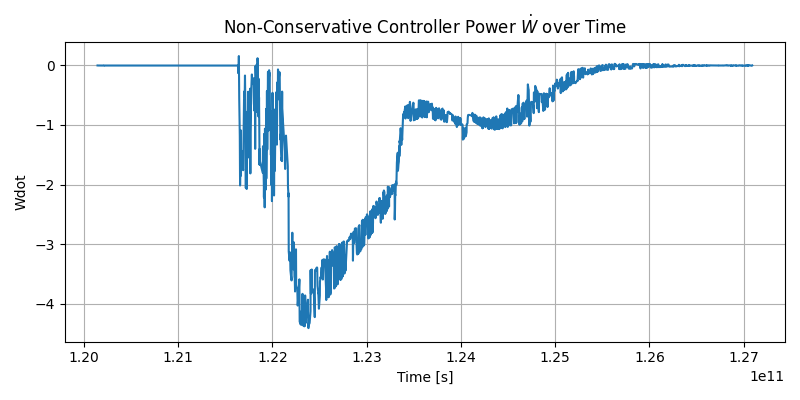 Non-Conservative Controller Power Ẇ over Time
Wdot
0
−1
−2
−3
−4
1.20 1.21 1.22 1.23 1.24 1.25 1.26 1.27
1e11
Time [s]